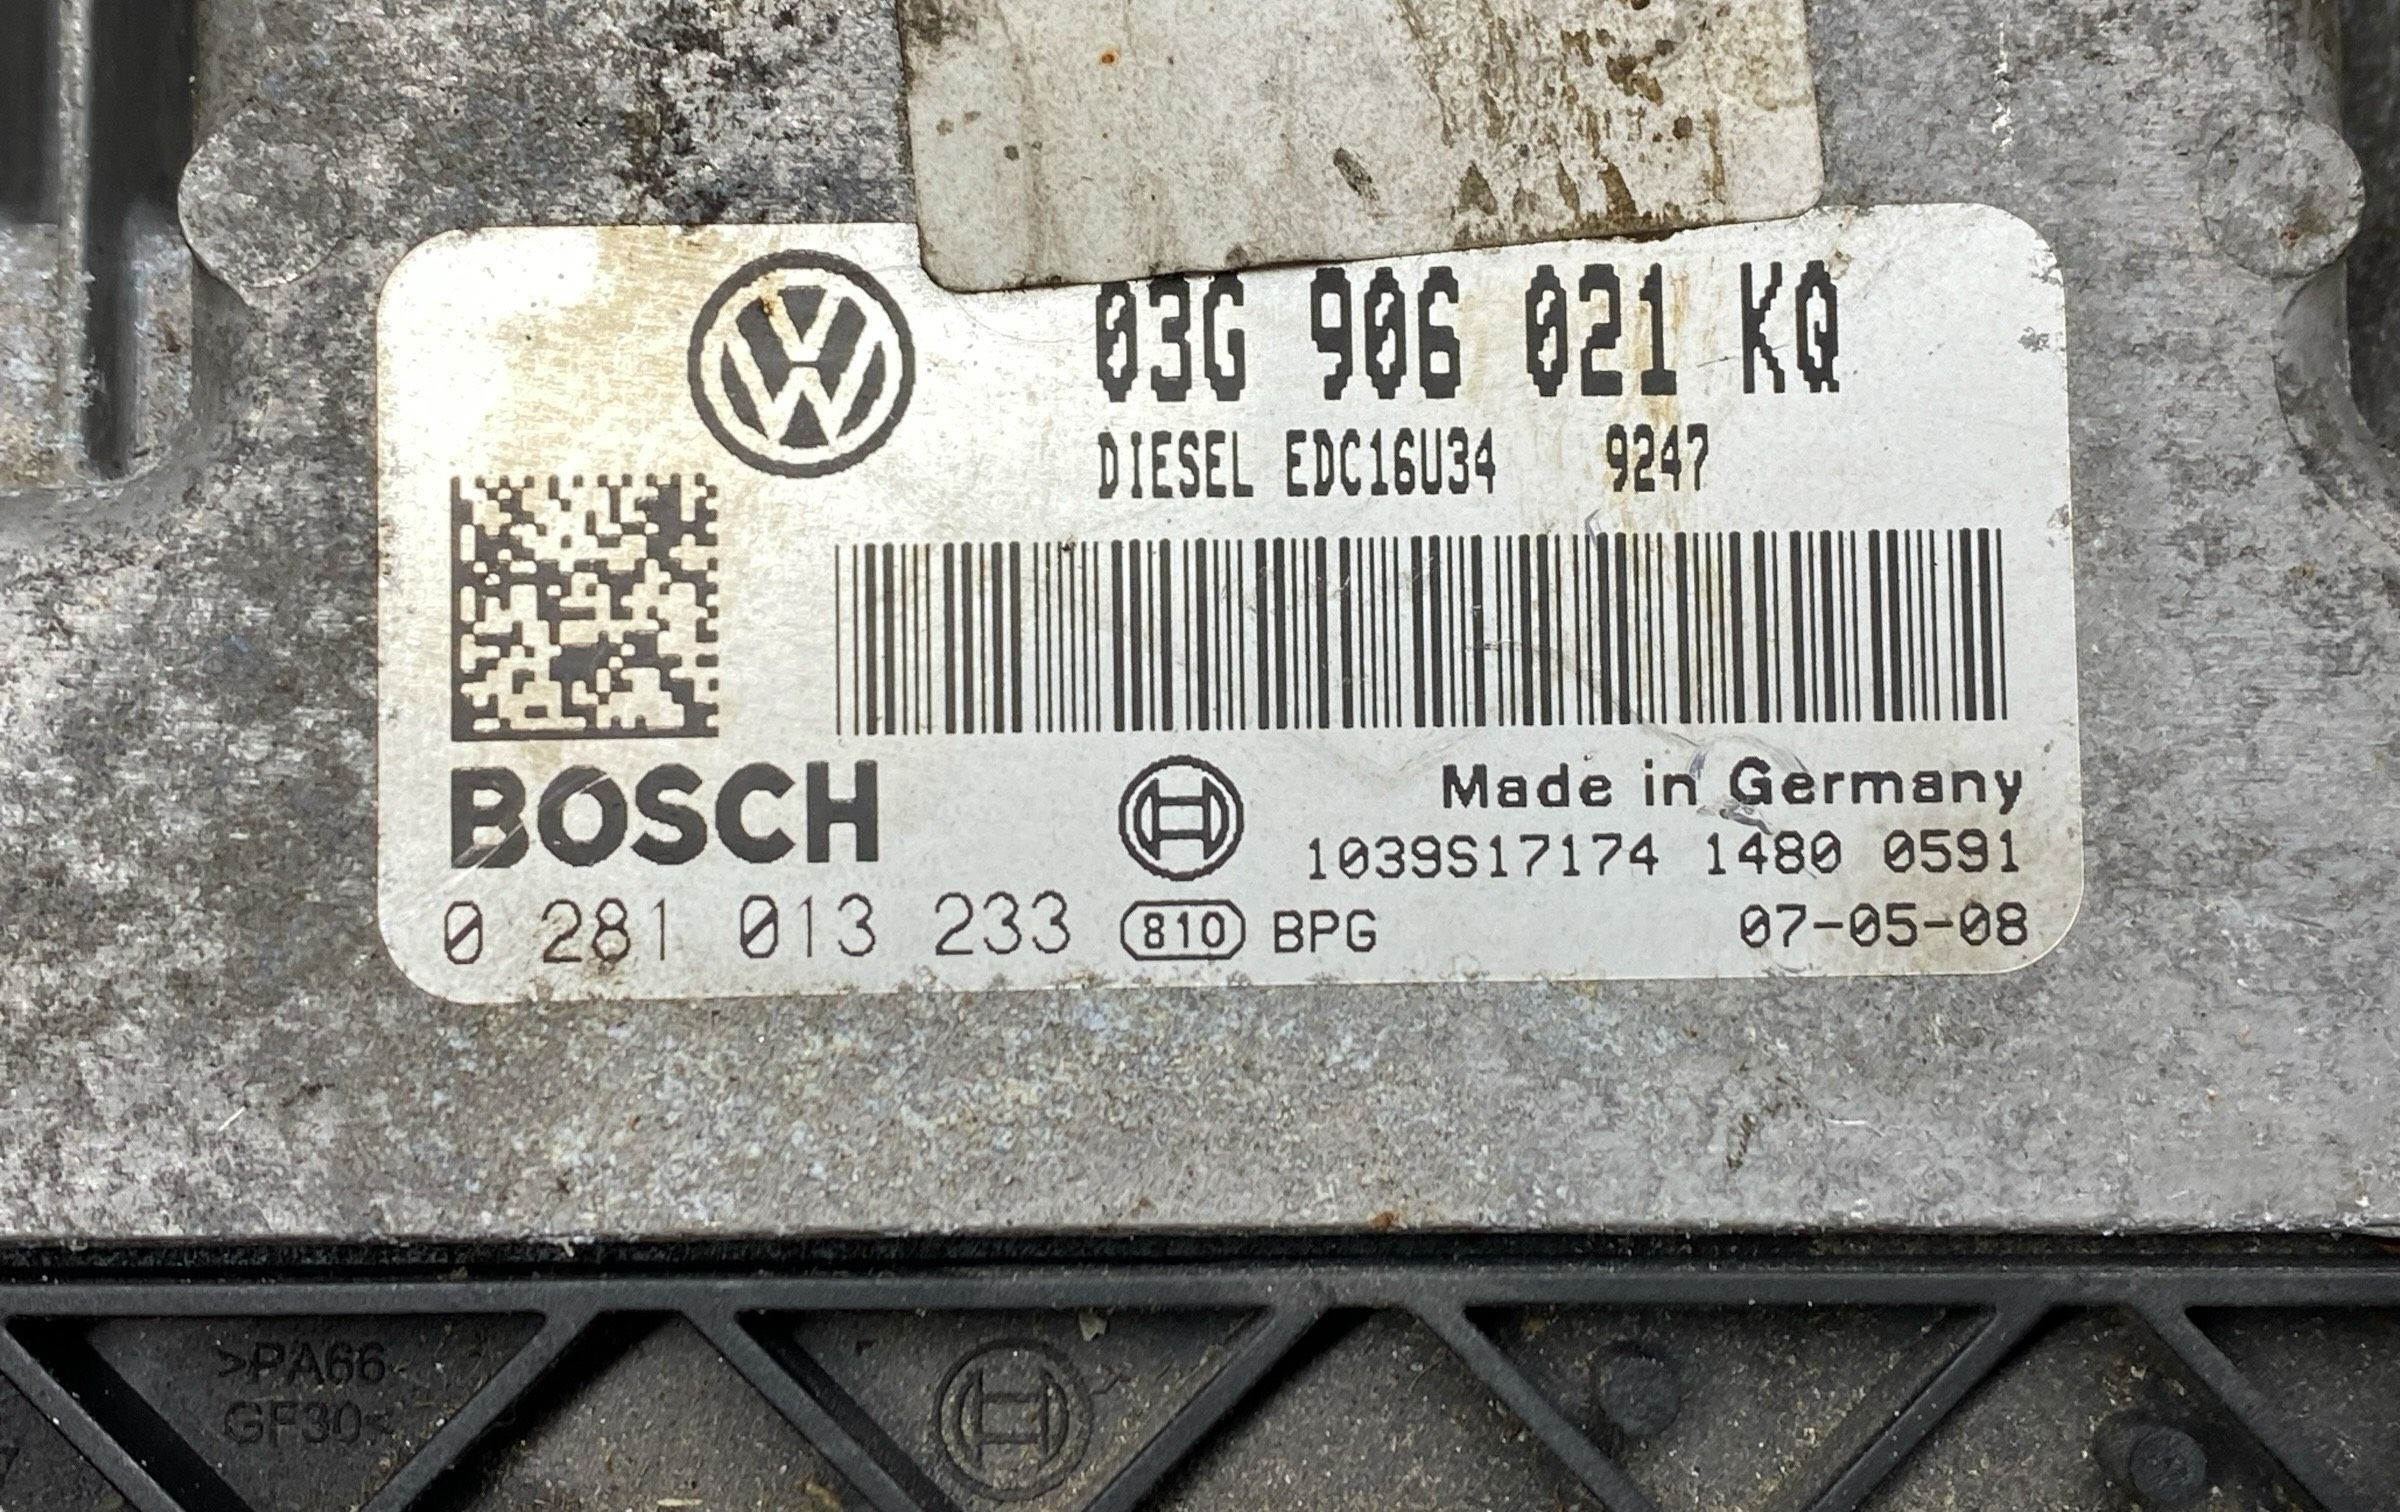 03G 906 021 KQ
DIESEL EDC16U34 9247
BOSCH
Made in Germany
1039S17174 1480 0591
0 281 013 233 810 BPG 07-05-08
>PA66
GF30<